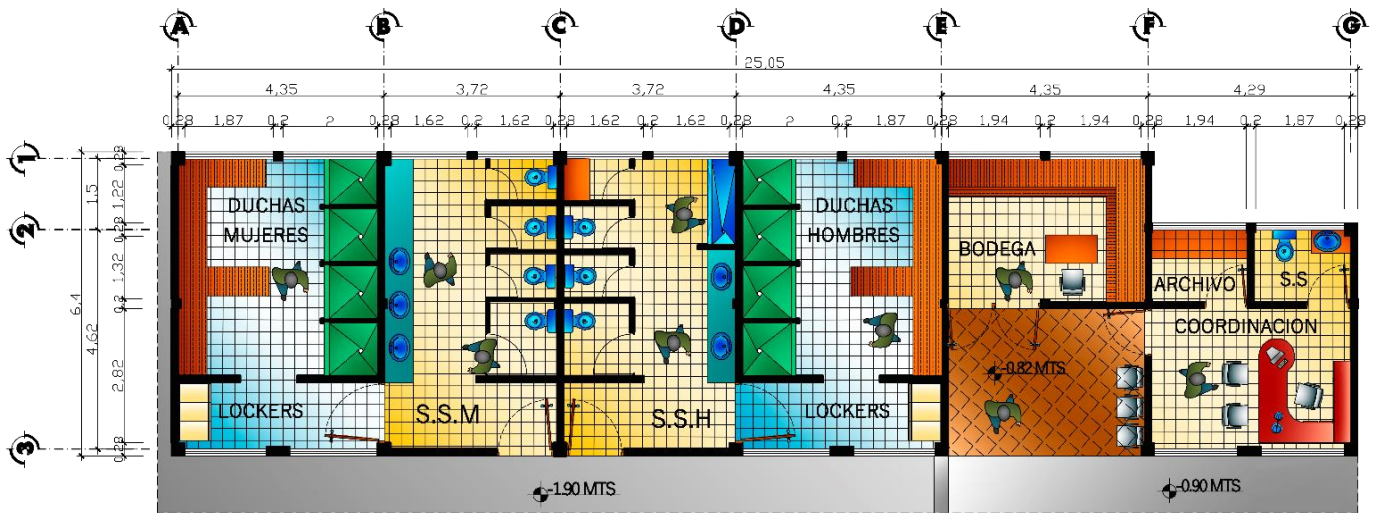 A B C D E F G
25,05
4,35 3,72 3,72 4,35 4,35 4,29
0,28 1,87 0,2 2 0,28 1,62 0,2 1,62 0,28 1,62 0,2 1,62 0,28 2 0,2 1,87 0,28 1,94 0,2 1,94 0,28 1,94 0,2 1,87 0,28
1
2
3
6,4
1,5
4,62
0,28
1,22
0,28
1,32
0,2
2,82
0,28
DUCHAS
MUJERES
LOCKERS
S.S.M
S.S.H
DUCHAS
HOMBRES
LOCKERS
BODEGA
-0.82 MTS
ARCHIVO
S.S
COORDINACION
-1.90 MTS
-0.90 MTS